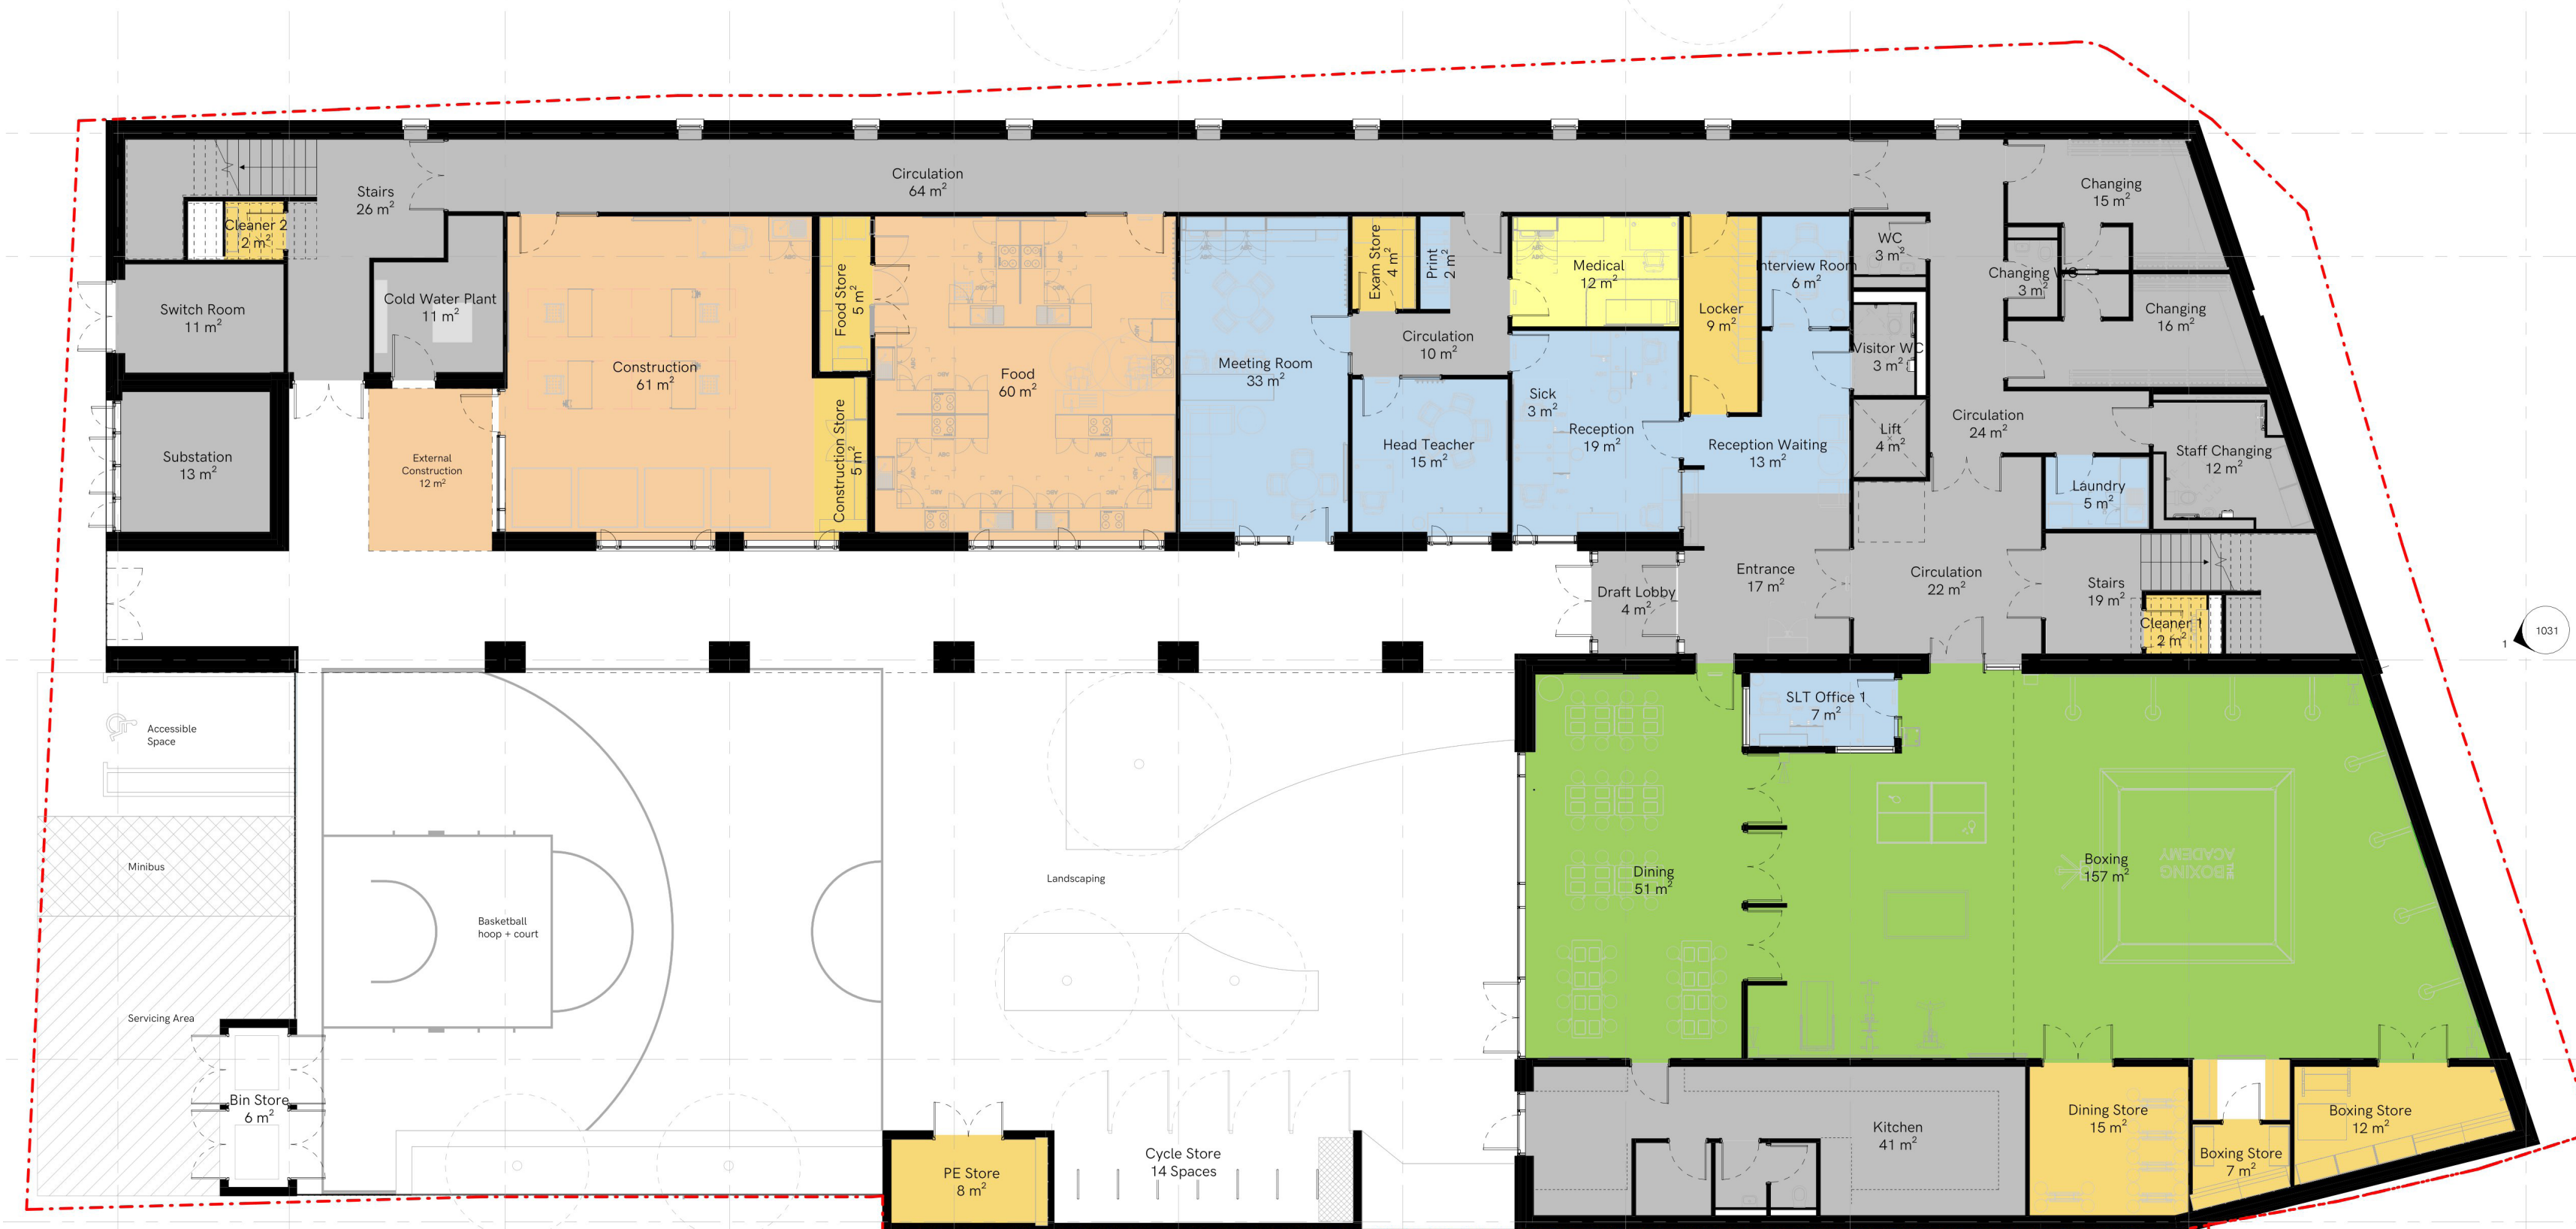 Circulation
64 m²
Stairs
26 m²
Changing
15 m²
Cleaner 2
2 m²
WC
3 m²
Switch Room
11 m²
Cold Water Plant
11 m²
Food Store
5 m²
Exam Store
4 m²
Print
2 m²
Medical
12 m²
Locker
9 m²
Interview Room
6 m²
Changing WC
3 m²
Changing
16 m²
Construction
61 m²
Food
60 m²
Meeting Room
33 m²
Circulation
10 m²
Visitor WC
3 m²
Sick
3 m²
Reception
19 m²
Reception Waiting
13 m²
Head Teacher
15 m²
Lift
4 m²
Circulation
24 m²
Staff Changing
12 m²
Laundry
5 m²
Substation
13 m²
External
Construction
12 m²
Construction Store
5 m²
Draft Lobby
4 m²
Entrance
17 m²
Circulation
22 m²
Stairs
19 m²
Cleaner 1
2 m²
1
1031
Accessible
Space
SLT Office 1
7 m²
Minibus
Landscaping
Dining
51 m²
Boxing
157 m²
THE
BOXING
ACADEMY
Basketball
hoop + court
Servicing Area
Bin Store
6 m²
PE Store
8 m²
Cycle Store
14 Spaces
Kitchen
41 m²
Dining Store
15 m²
Boxing Store
7 m²
Boxing Store
12 m²